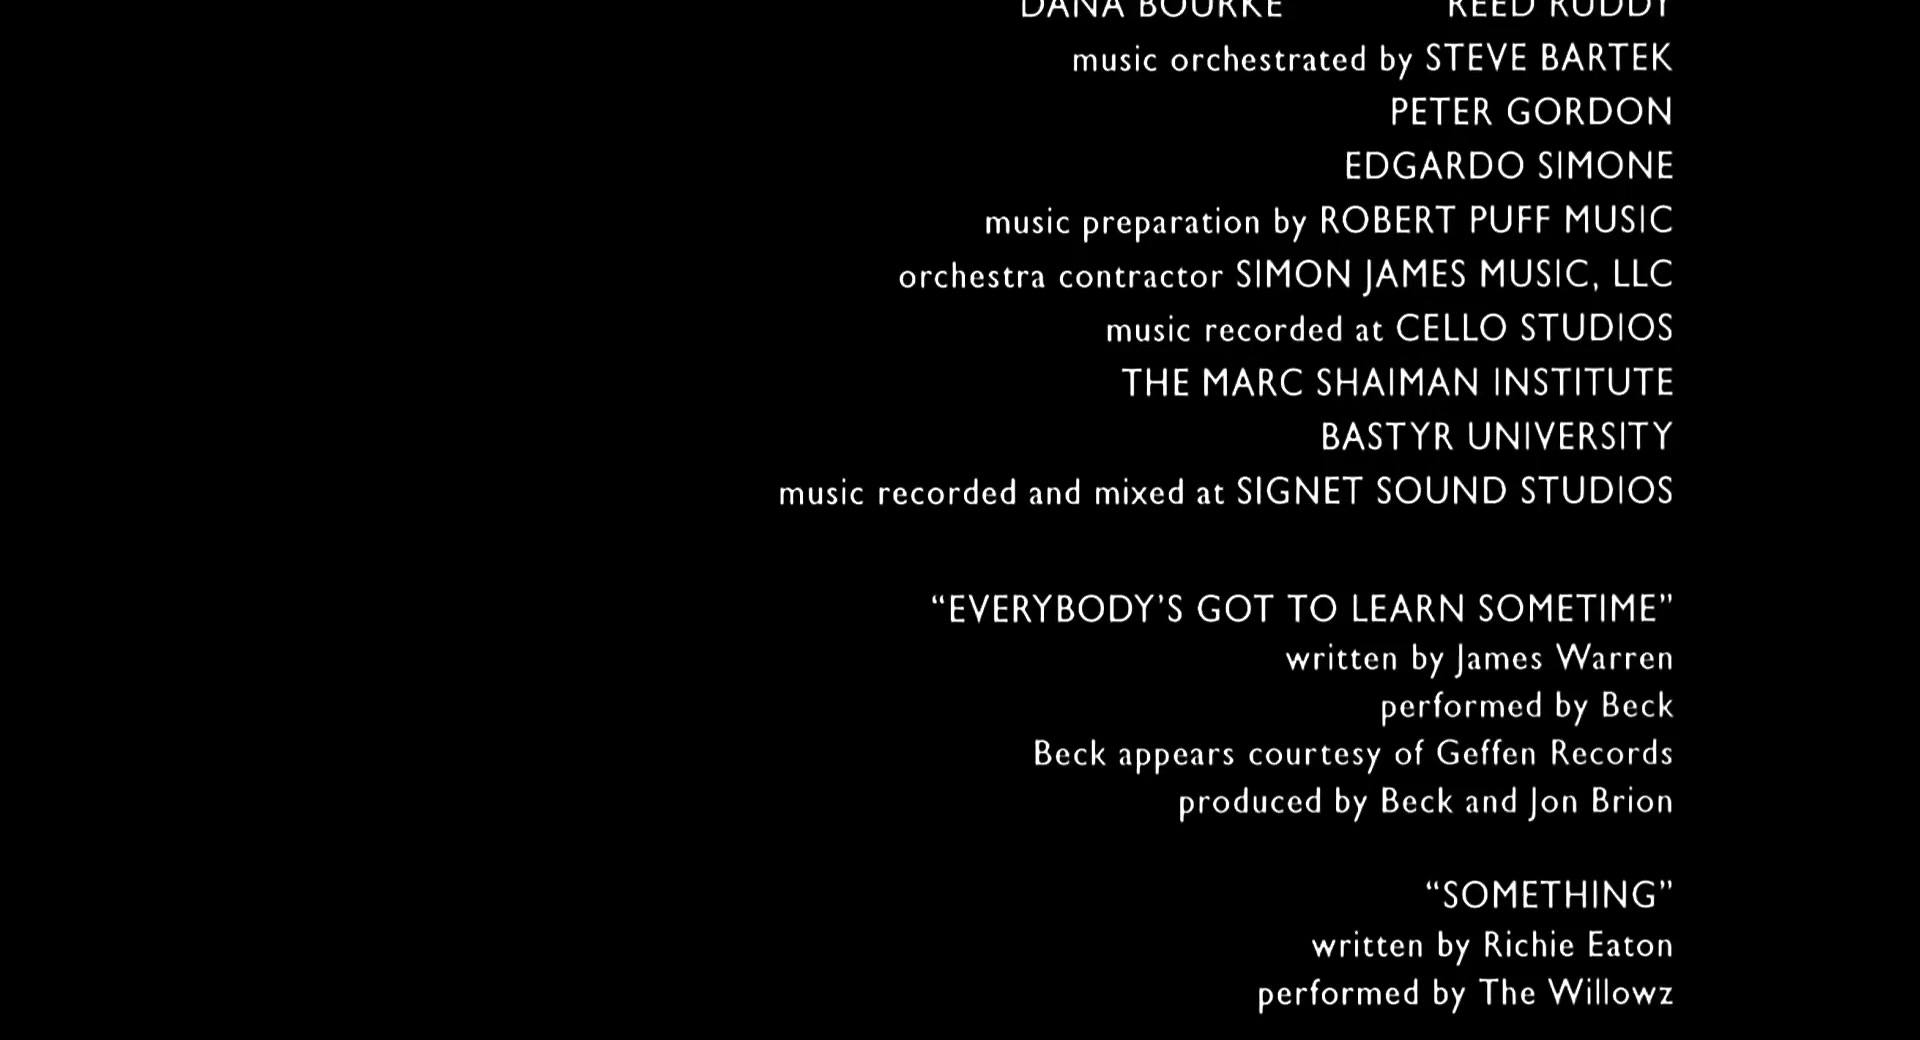 DANA BOURKE REED RUDDY
music orchestrated by STEVE BARTEK
PETER GORDON
EDGARDO SIMONE
music preparation by ROBERT PUFF MUSIC
orchestra contractor SIMON JAMES MUSIC, LLC
music recorded at CELLO STUDIOS
THE MARC SHAIMAN INSTITUTE
BASTYR UNIVERSITY
music recorded and mixed at SIGNET SOUND STUDIOS
“EVERYBODY’S GOT TO LEARN SOMETIME”
written by James Warren
performed by Beck
Beck appears courtesy of Geffen Records
produced by Beck and Jon Brion
“SOMETHING”
written by Richie Eaton
performed by The Willowz